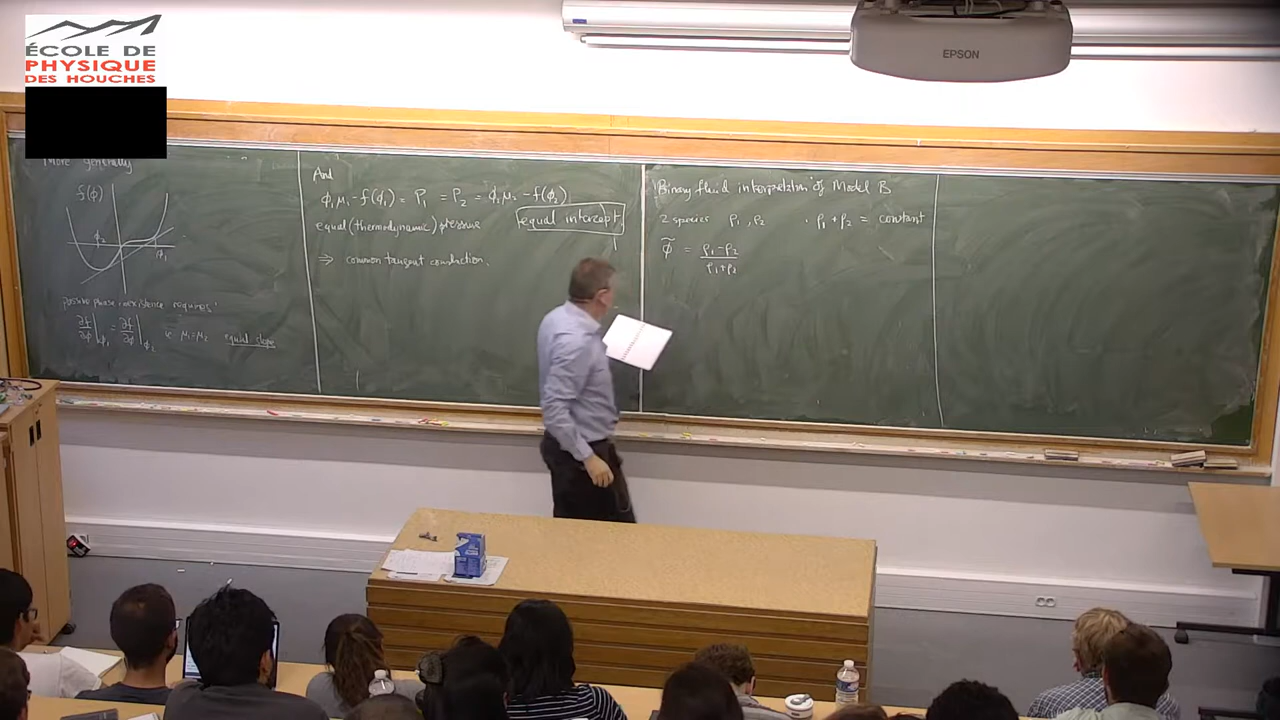 ÉCOLE DE
PHYSIQUE
DES HOUCHES
EPSON
More generally
f(ϕ)
ϕ₂
ϕ₁
possible phase coexistence requires:
∂f/∂ϕ|ϕ₁ = ∂f/∂ϕ|ϕ₂ ie μ₁=μ₂ equal slope
And
ϕ₁μ₁ - f(ϕ₁) = P₁ = P₂ = ϕ₂μ₂ - f(ϕ₂)
equal (thermodynamic) pressure
equal intercept
⇒ common tangent construction.
Binary fluid interpretation of Model B
2 species ρ₁, ρ₂ . ρ₁ + ρ₂ = constant
ϕ̃ = ρ₁-ρ₂ / ρ₁+ρ₂